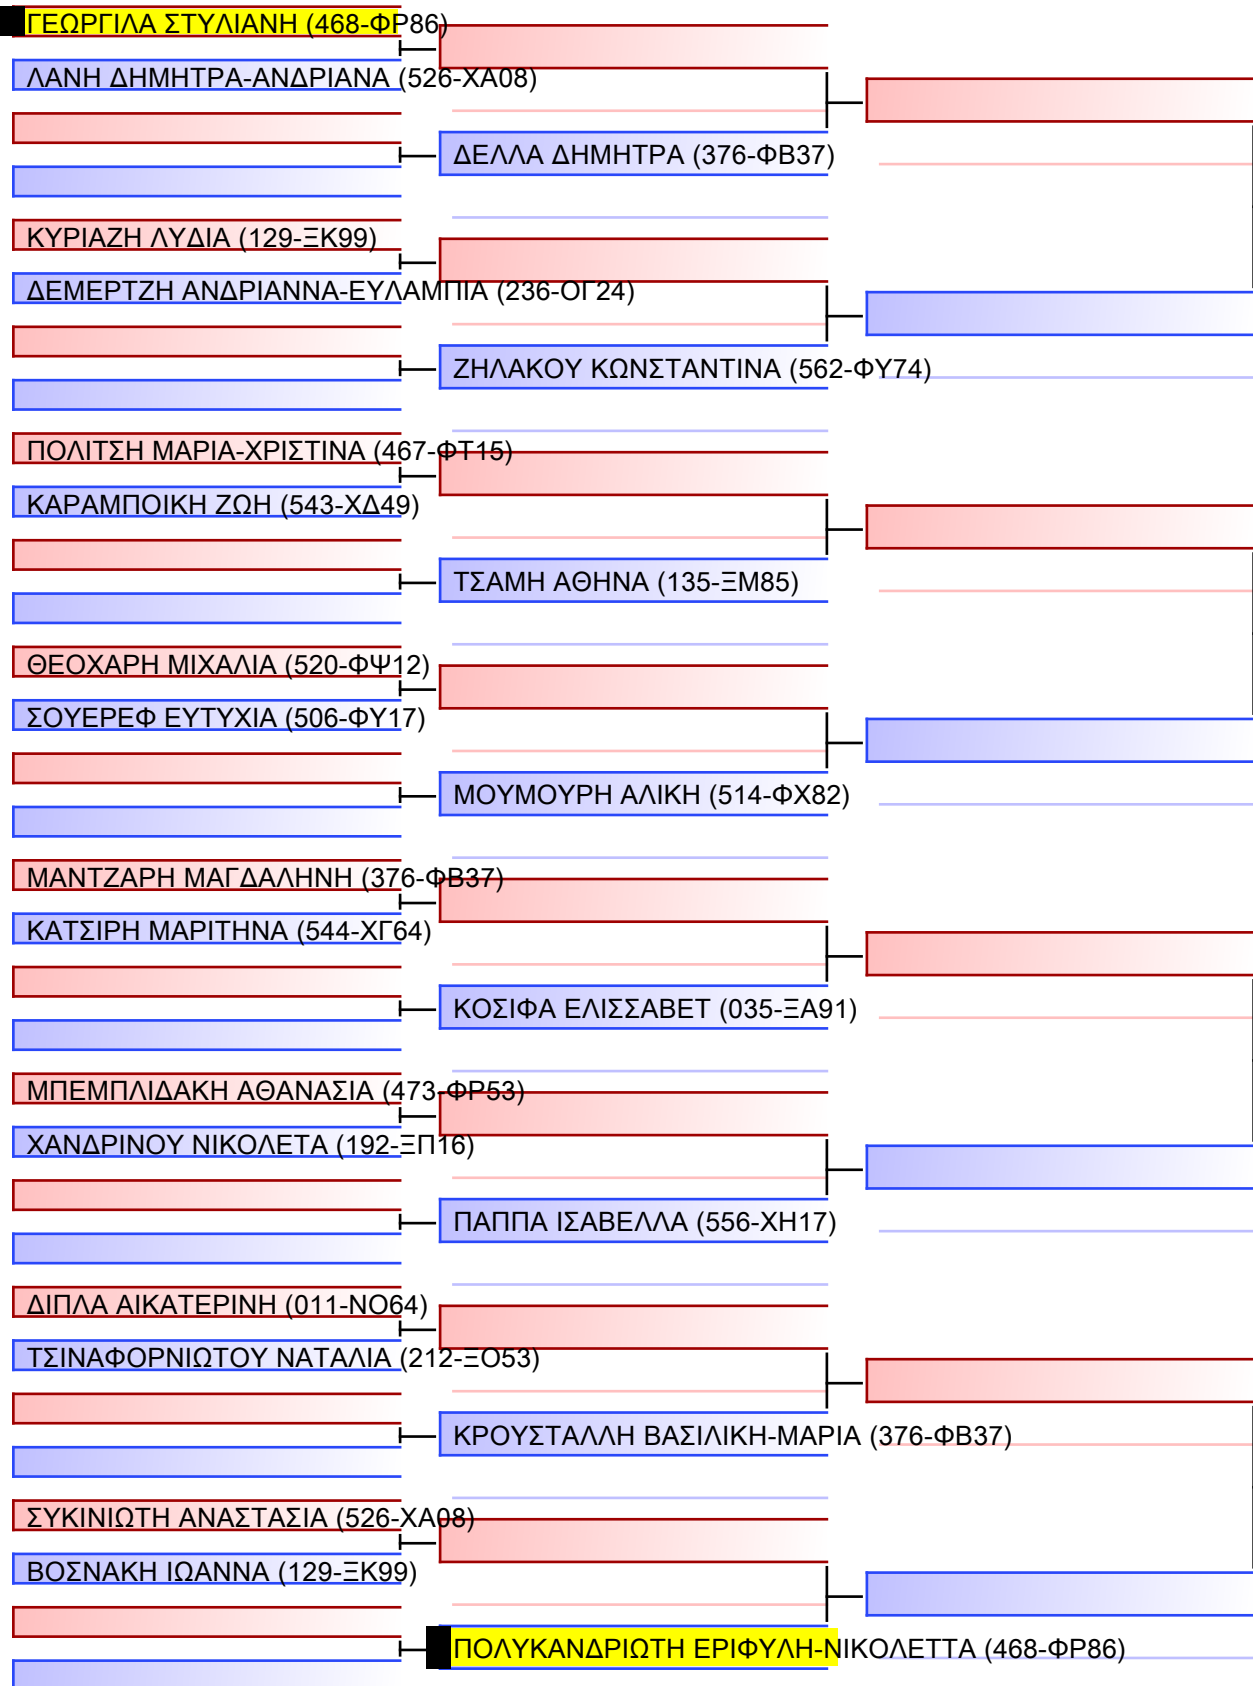 ΓΕΩΡΓΙΛΑ ΣΤΥΛΙΑΝΗ (468-ΦΡ86)
ΛΑΝΗ ΔΗΜΗΤΡΑ-ΑΝΔΡΙΑΝΑ (526-ΧΑ08)
ΔΕΛΛΑ ΔΗΜΗΤΡΑ (376-ΦΒ37)
ΚΥΡΙΑΖΗ ΛΥΔΙΑ (129-ΞΚ99)
ΔΕΜΕΡΤΖΗ ΑΝΔΡΙΑΝΝΑ-ΕΥΛΑΜΠΙΑ (236-ΟΓ24)
ΖΗΛΑΚΟΥ ΚΩΝΣΤΑΝΤΙΝΑ (562-ΦΥ74)
ΠΟΛΙΤΣΗ ΜΑΡΙΑ-ΧΡΙΣΤΙΝΑ (467-ΦΤ15)
ΚΑΡΑΜΠΟΙΚΗ ΖΩΗ (543-ΧΔ49)
ΤΣΑΜΗ ΑΘΗΝΑ (135-ΞΜ85)
ΘΕΟΧΑΡΗ ΜΙΧΑΛΙΑ (520-ΦΨ12)
ΣΟΥΕΡΕΦ ΕΥΤΥΧΙΑ (506-ΦΥ17)
ΜΟΥΜΟΥΡΗ ΑΛΙΚΗ (514-ΦΧ82)
ΜΑΝΤΖΑΡΗ ΜΑΓΔΑΛΗΝΗ (376-ΦΒ37)
ΚΑΤΣΙΡΗ ΜΑΡΙΤΗΝΑ (544-ΧΓ64)
ΚΟΣΙΦΑ ΕΛΙΣΣΑΒΕΤ (035-ΞΑ91)
ΜΠΕΜΠΛΙΔΑΚΗ ΑΘΑΝΑΣΙΑ (473-ΦΡ53)
ΧΑΝΔΡΙΝΟΥ ΝΙΚΟΛΕΤΑ (192-ΞΠ16)
ΠΑΠΠΑ ΙΣΑΒΕΛΛΑ (556-ΧΗ17)
ΔΙΠΛΑ ΑΙΚΑΤΕΡΙΝΗ (011-ΝΟ64)
ΤΣΙΝΑΦΟΡΝΙΩΤΟΥ ΝΑΤΑΛΙΑ (212-ΞΟ53)
ΚΡΟΥΣΤΑΛΛΗ ΒΑΣΙΛΙΚΗ-ΜΑΡΙΑ (376-ΦΒ37)
ΣΥΚΙΝΙΩΤΗ ΑΝΑΣΤΑΣΙΑ (526-ΧΑ08)
ΒΟΣΝΑΚΗ ΙΩΑΝΝΑ (129-ΞΚ99)
ΠΟΛΥΚΑΝΔΡΙΩΤΗ ΕΡΙΦΥΛΗ-ΝΙΚΟΛΕΤΤΑ (468-ΦΡ86)